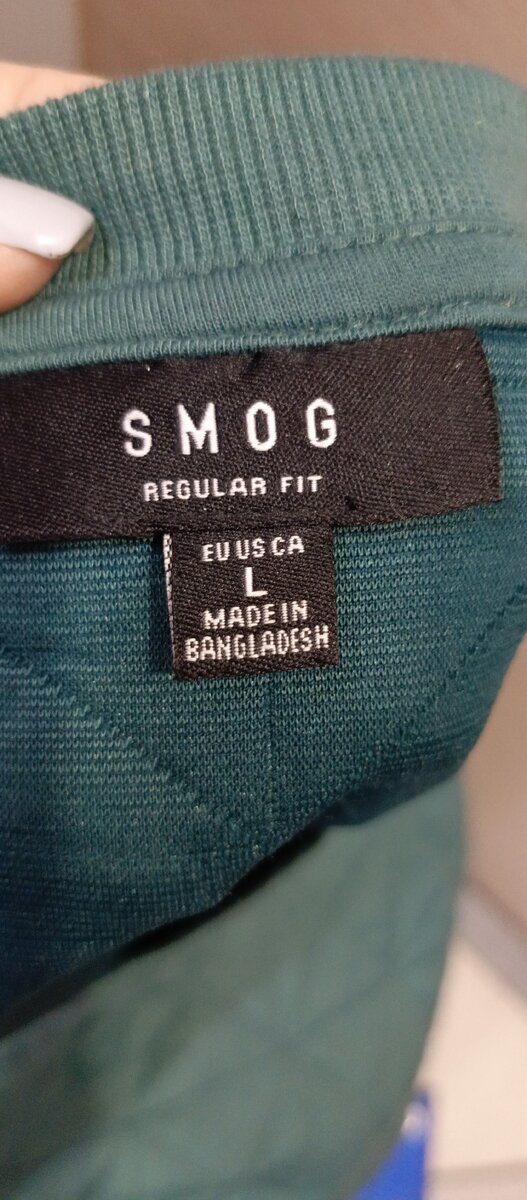 SMOG
REGULAR FIT
EU US CA
L
MADE IN
BANGLADESH